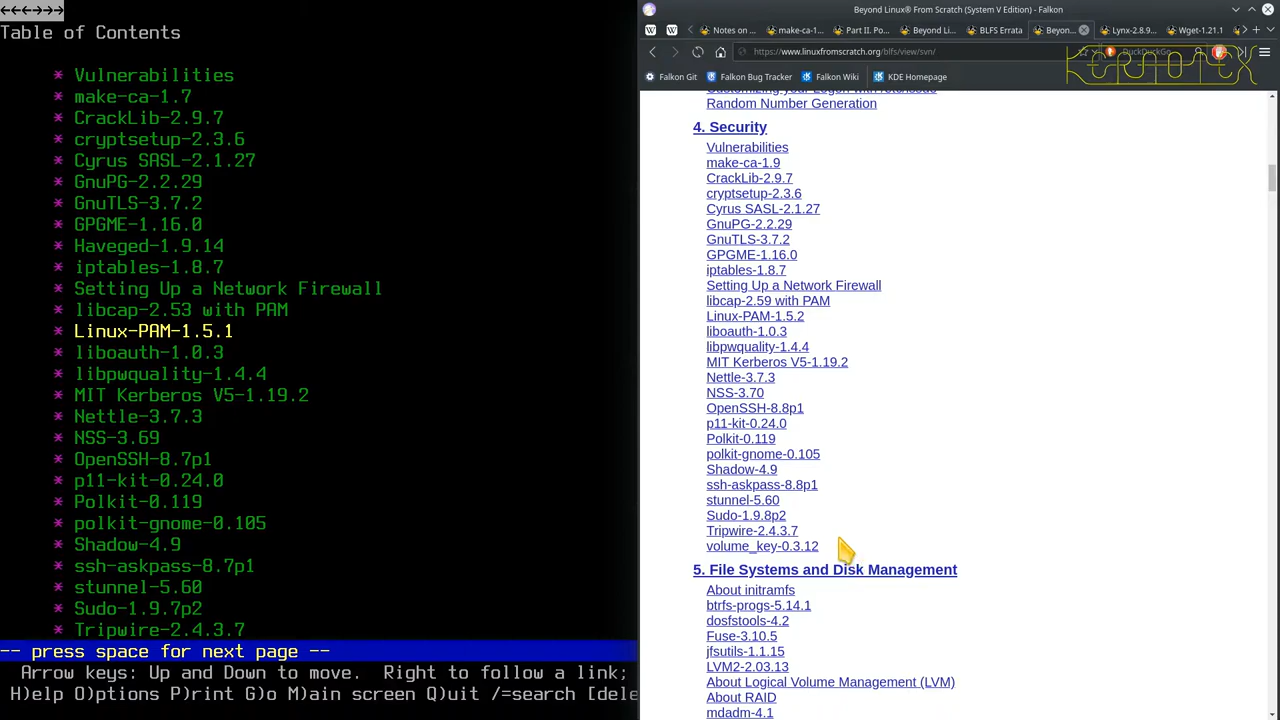 ←←←→→→
Table of Contents
* Vulnerabilities
* make-ca-1.7
* CrackLib-2.9.7
* cryptsetup-2.3.6
* Cyrus SASL-2.1.27
* GnuPG-2.2.29
* GnuTLS-3.7.2
* GPGME-1.16.0
* Haveged-1.9.14
* iptables-1.8.7
* Setting Up a Network Firewall
* libcap-2.53 with PAM
* Linux-PAM-1.5.1
* liboauth-1.0.3
* libpwquality-1.4.4
* MIT Kerberos V5-1.19.2
* Nettle-3.7.3
* NSS-3.69
* OpenSSH-8.7p1
* p11-kit-0.24.0
* Polkit-0.119
* polkit-gnome-0.105
* Shadow-4.9
* ssh-askpass-8.7p1
* stunnel-5.60
* Sudo-1.9.7p2
* Tripwire-2.4.3.7
-- press space for next page --
Arrow keys: Up and Down to move. Right to follow a link;
H)elp O)ptions P)rint G)o M)ain screen Q)uit /=search [dele
Beyond Linux® From Scratch (System V Edition) - Falkon
Notes on ...
make-ca-1...
Part II. Po...
Beyond Li...
BLFS Errata
Beyon...
Lynx-2.8.9...
Wget-1.21.1
https://www.linuxfromscratch.org/blfs/view/svn/
DuckDuckGo
Falkon Git
Falkon Bug Tracker
Falkon Wiki
KDE Homepage
Random Number Generation
4. Security
Vulnerabilities
make-ca-1.9
CrackLib-2.9.7
cryptsetup-2.3.6
Cyrus SASL-2.1.27
GnuPG-2.2.29
GnuTLS-3.7.2
GPGME-1.16.0
iptables-1.8.7
Setting Up a Network Firewall
libcap-2.59 with PAM
Linux-PAM-1.5.2
liboauth-1.0.3
libpwquality-1.4.4
MIT Kerberos V5-1.19.2
Nettle-3.7.3
NSS-3.70
OpenSSH-8.8p1
p11-kit-0.24.0
Polkit-0.119
polkit-gnome-0.105
Shadow-4.9
ssh-askpass-8.8p1
stunnel-5.60
Sudo-1.9.8p2
Tripwire-2.4.3.7
volume_key-0.3.12
5. File Systems and Disk Management
About initramfs
btrfs-progs-5.14.1
dosfstools-4.2
Fuse-3.10.5
jfsutils-1.1.15
LVM2-2.03.13
About Logical Volume Management (LVM)
About RAID
mdadm-4.1